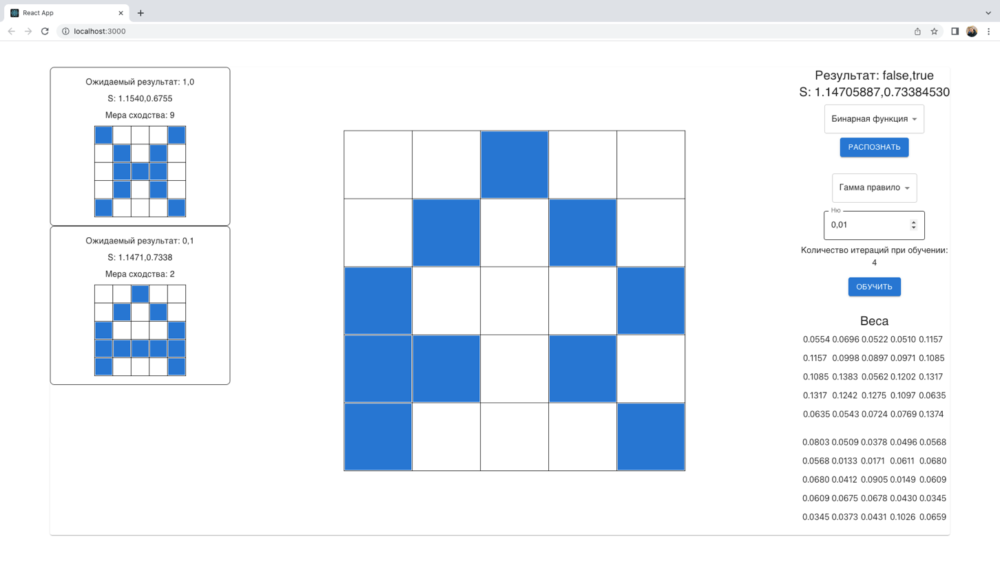 React App
localhost:3000
Ожидаемый результат: 1,0
S: 1.1540,0.6755
Мера сходства: 9
Ожидаемый результат: 0,1
S: 1.1471,0.7338
Мера сходства: 2
Результат: false,true
S: 1.14705887,0.73384530
Бинарная функция
РАСПОЗНАТЬ
Гамма правило
Ню
0,01
Количество итераций при обучении:
4
ОБУЧИТЬ
Веса
0.0554 0.0696 0.0522 0.0510 0.1157
0.1157 0.0998 0.0897 0.0971 0.1085
0.1085 0.1383 0.0562 0.1202 0.1317
0.1317 0.1242 0.1275 0.1097 0.0635
0.0635 0.0543 0.0724 0.0769 0.1374
0.0803 0.0509 0.0378 0.0496 0.0568
0.0568 0.0133 0.0171 0.0611 0.0680
0.0680 0.0412 0.0905 0.0149 0.0609
0.0609 0.0675 0.0678 0.0430 0.0345
0.0345 0.0373 0.0431 0.1026 0.0659